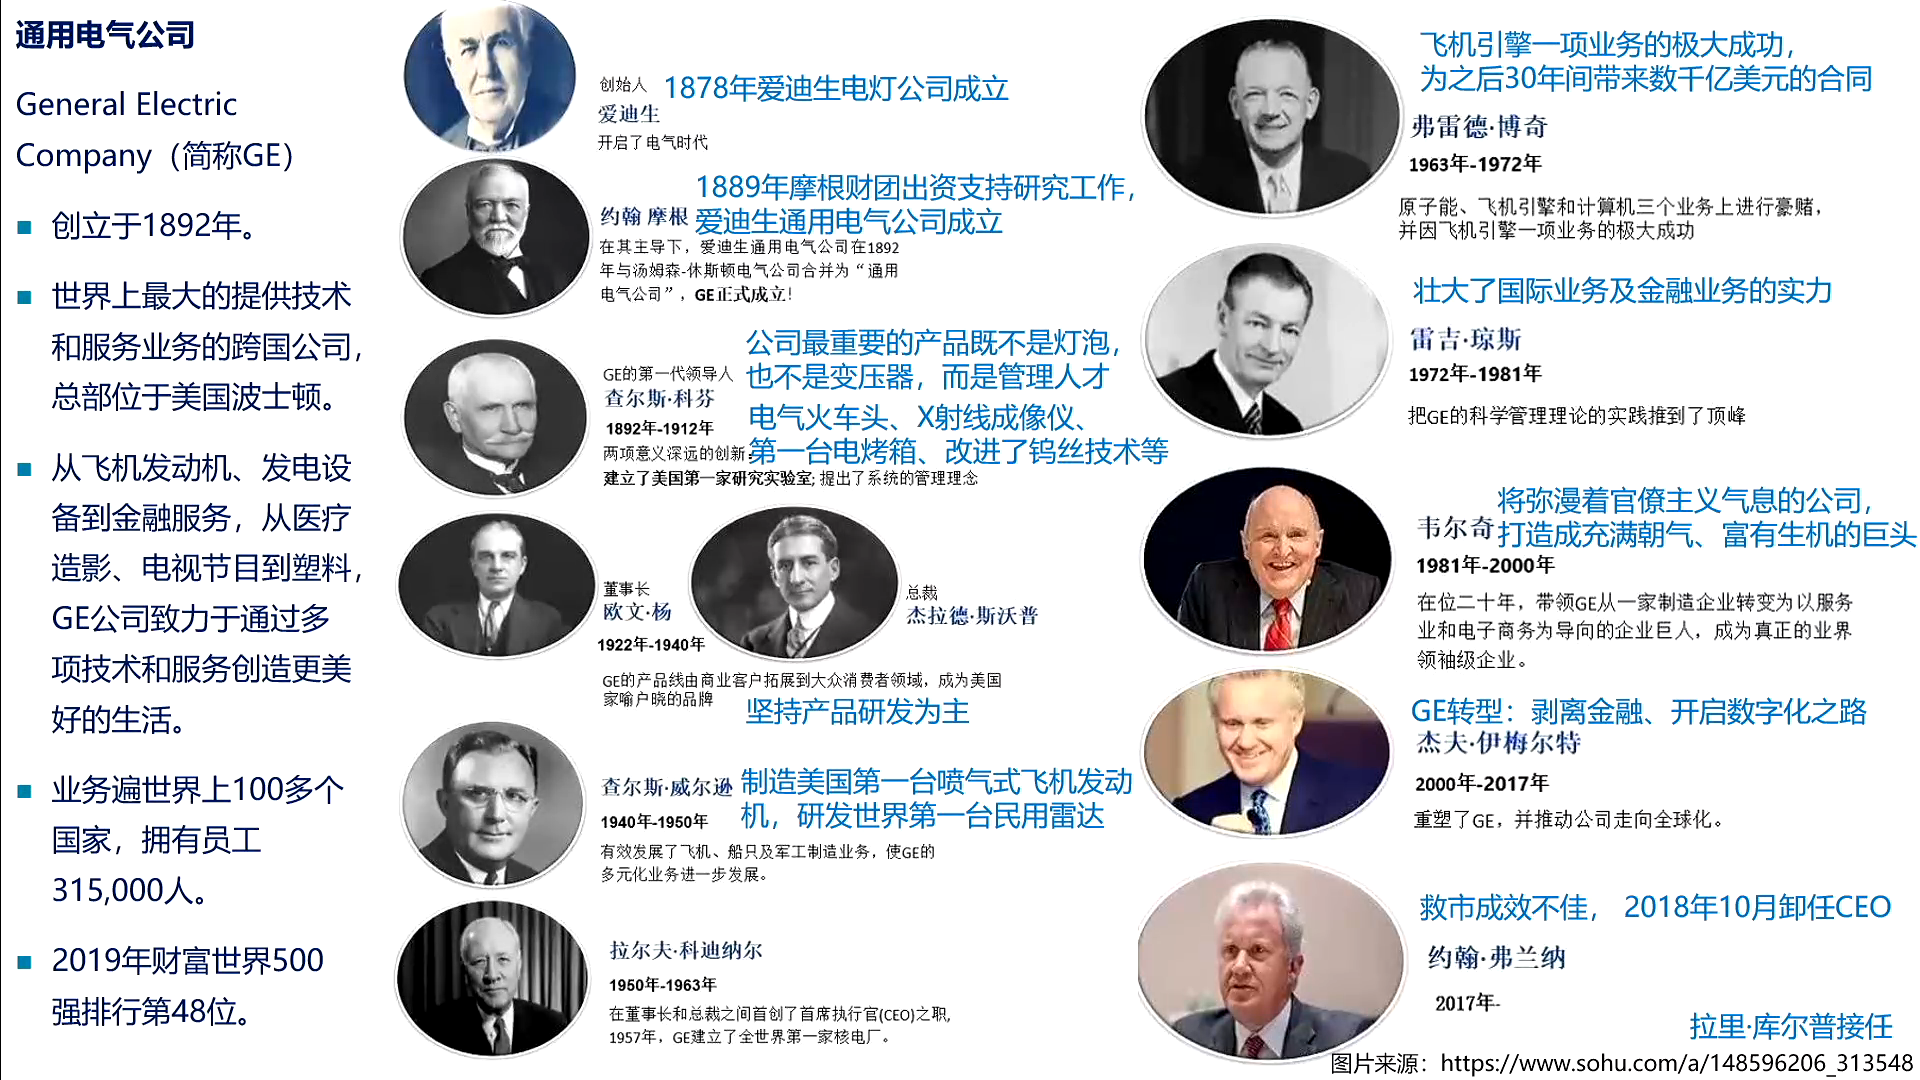 通用电气公司
General Electric
Company（简称GE）
创立于1892年。
世界上最大的提供技术
和服务业务的跨国公司，
总部位于美国波士顿。
从飞机发动机、发电设
备到金融服务，从医疗
造影、电视节目到塑料，
GE公司致力于通过多
项技术和服务创造更美
好的生活。
业务遍世界上100多个
国家，拥有员工
315,000人。
2019年财富世界500
强排行第48位。
创始人
1878年爱迪生电灯公司成立
爱迪生
开启了电气时代
1889年摩根财团出资支持研究工作，
约翰 摩根
爱迪生通用电气公司成立
在其主导下，爱迪生通用电气公司在1892
年与汤姆森-休斯顿电气公司合并为“通用
电气公司”，GE正式成立！
公司最重要的产品既不是灯泡，
GE的第一代领导人
也不是变压器，而是管理人才
查尔斯·科芬
电气火车头、X射线成像仪、
1892年-1912年
第一台电烤箱、改进了钨丝技术等
两项意义深远的创新:
建立了美国第一家研究实验室; 提出了系统的管理理念
董事长
欧文·杨
1922年-1940年
总裁
杰拉德·斯沃普
GE的产品线由商业客户拓展到大众消费者领域，成为美国
家喻户晓的品牌
坚持产品研发为主
查尔斯·威尔逊
制造美国第一台喷气式飞机发动
机，研发世界第一台民用雷达
1940年-1950年
有效发展了飞机、船只及军工制造业务，使GE的
多元化业务进一步发展。
拉尔夫·科迪纳尔
1950年-1963年
在董事长和总裁之间首创了首席执行官(CEO)之职,
1957年，GE建立了全世界第一家核电厂。
飞机引擎一项业务的极大成功，
为之后30年间带来数千亿美元的合同
弗雷德·博奇
1963年-1972年
原子能、飞机引擎和计算机三个业务上进行豪赌，
并因飞机引擎一项业务的极大成功
壮大了国际业务及金融业务的实力
雷吉·琼斯
1972年-1981年
把GE的科学管理理论的实践推到了顶峰
将弥漫着官僚主义气息的公司，
韦尔奇
打造成充满朝气、富有生机的巨头
1981年-2000年
在位二十年，带领GE从一家制造企业转变为以服务
业和电子商务为导向的企业巨人，成为真正的业界
领袖级企业。
GE转型：剥离金融、开启数字化之路
杰夫·伊梅尔特
2000年-2017年
重塑了GE，并推动公司走向全球化。
救市成效不佳， 2018年10月卸任CEO
约翰·弗兰纳
2017年-
拉里·库尔普接任
图片来源：https://www.sohu.com/a/148596206_313548